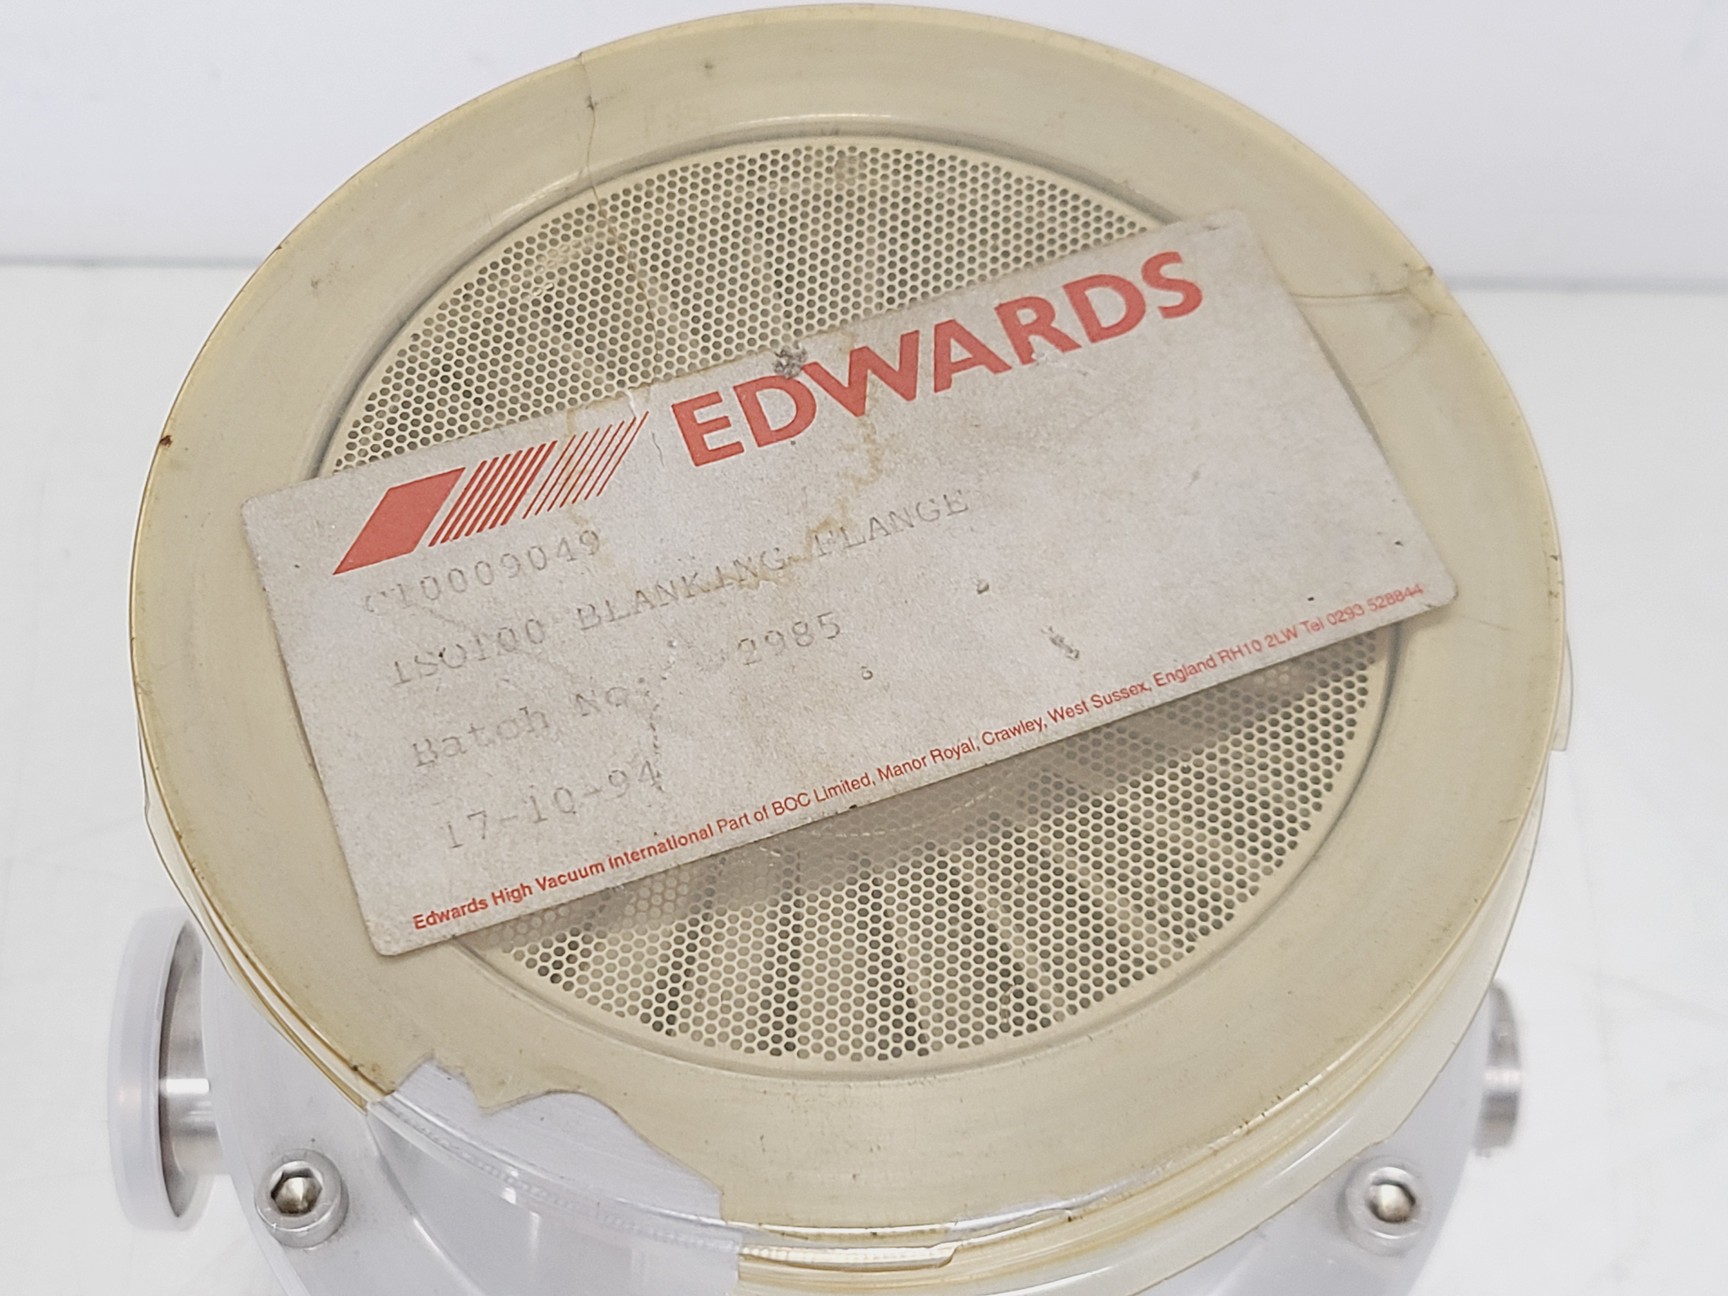 EDWARDS
C10009049
ISO100 BLANKING FLANGE
Batch No: 2985
17-10-94
Edwards High Vacuum International Part of BOC Limited, Manor Royal, Crawley, West Sussex, England RH10 2LW Tel 0293 528844